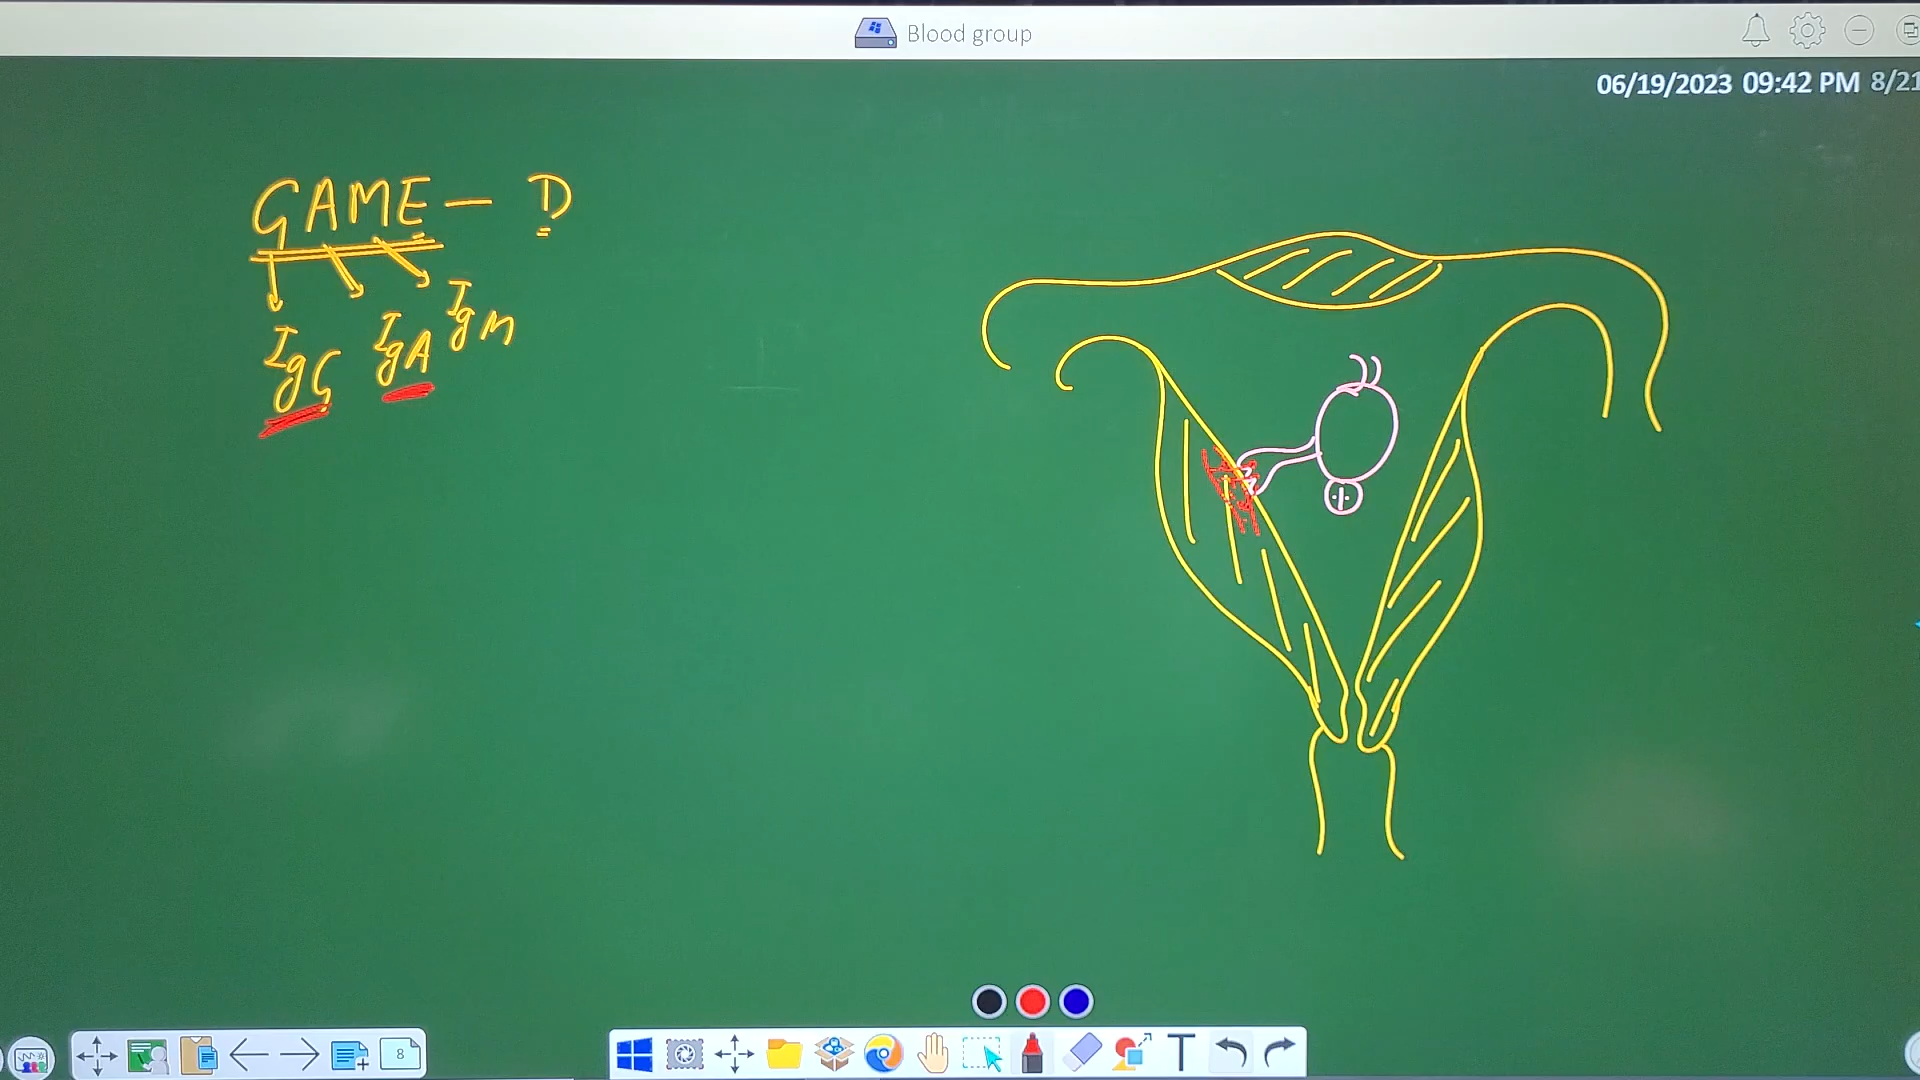 Blood group
06/19/2023 09:42 PM 8/21
GAME — D
IgG IgA IgM
8
T